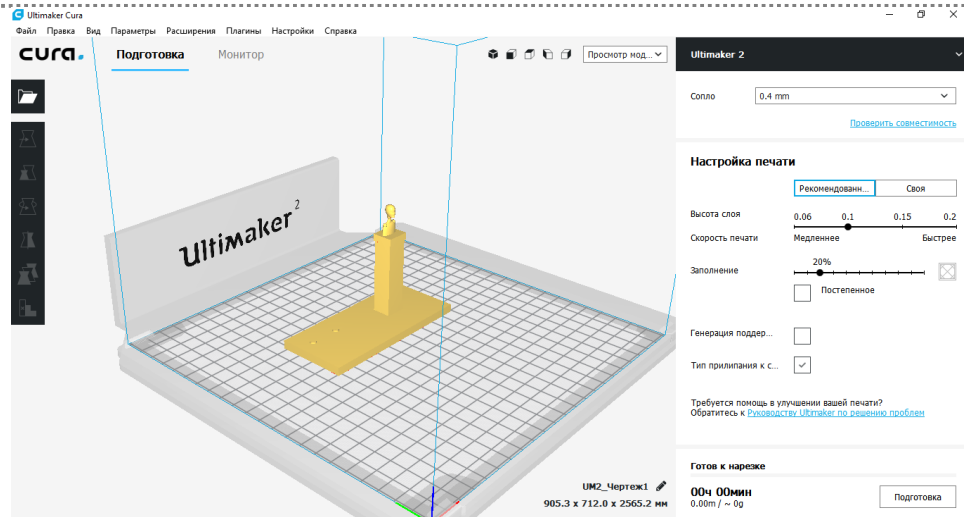 Ultimaker Cura
Файл Правка Вид Параметры Расширения Плагины Настройки Справка
cura.
Подготовка
Монитор
Просмотр мод...
Ultimaker 2
Сопло
0.4 mm
Проверить совместимость
Настройка печати
Рекомендованн...
Своя
Высота слоя
0.06 0.1 0.15 0.2
Скорость печати
Медленнее
Быстрее
20%
Заполнение
Постепенное
Генерация поддер...
Тип прилипания к с...
Требуется помощь в улучшении вашей печати?
Обратитесь к Руководству Ultimaker по решению проблем
Готов к нарезке
00ч 00мин
0.00m / ~ 0g
Подготовка
Ultimaker 2
UM2_Чертеж1
905.3 x 712.0 x 2565.2 мм